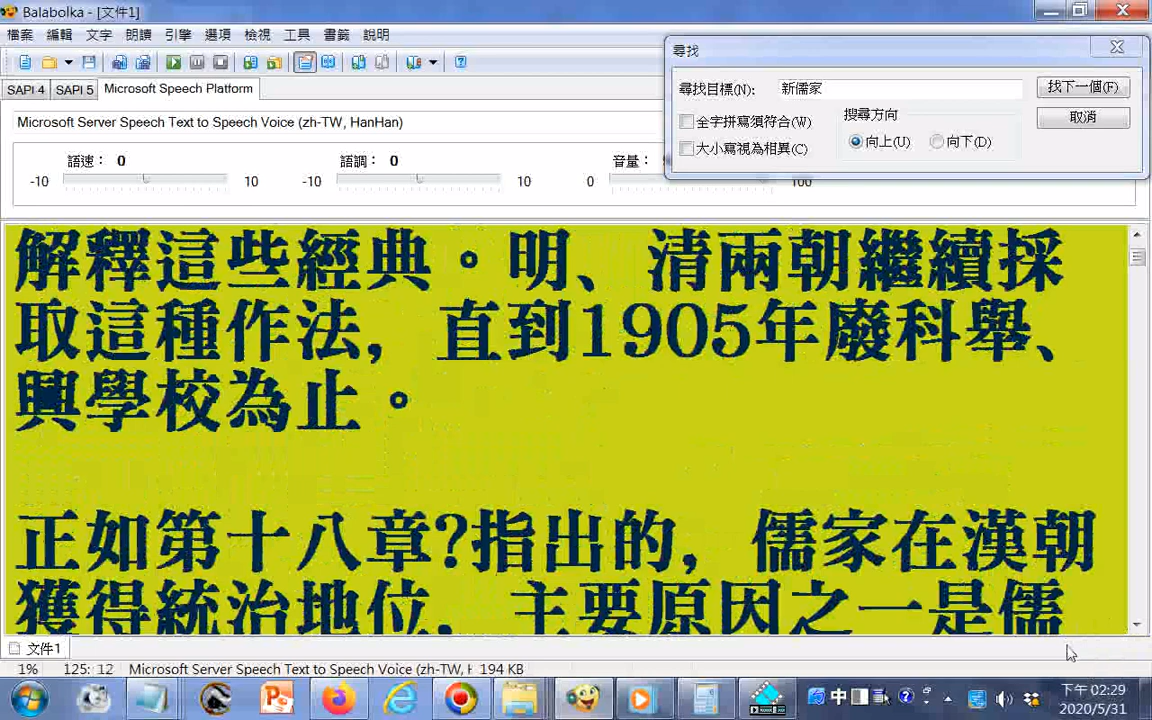 Balabolka - [文件1]
檔案 編輯 文字 朗讀 引擎 選項 檢視 工具 書籤 說明
尋找
尋找目標(N): 新儒家 找下一個(F)
全字拼寫須符合(W) 搜尋方向 取消
大小寫視為相異(C) 向上(U) 向下(D)
SAPI 4 SAPI 5 Microsoft Speech Platform
Microsoft Server Speech Text to Speech Voice (zh-TW, HanHan)
語速： 0 語調： 0 音量：
-10 10 -10 10 0 100
解釋這些經典。明、清兩朝繼續採
取這種作法，直到1905年廢科舉、
興學校為止。
正如第十八章?指出的，儒家在漢朝
獲得統治地位，主要原因之一是儒
文件1
1% 125: 12 Microsoft Server Speech Text to Speech Voice (zh-TW, H 194 KB
中 下午 02:29
2020/5/31